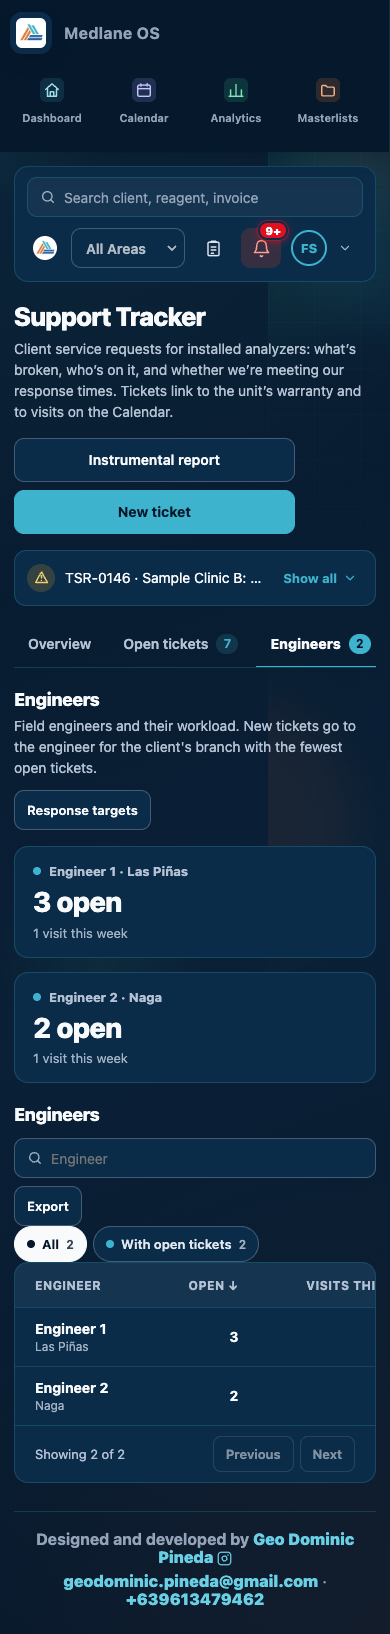 Medlane OS
Dashboard
Calendar
Analytics
Masterlists
Search client, reagent, invoice
All Areas
9+
FS
Support Tracker
Client service requests for installed analyzers: what's
broken, who's on it, and whether we're meeting our
response times. Tickets link to the unit's warranty and
to visits on the Calendar.
Instrumental report
New ticket
TSR-0146 · Sample Clinic B: ...
Show all
Overview
Open tickets 7
Engineers 2
Engineers
Field engineers and their workload. New tickets go to
the engineer for the client's branch with the fewest
open tickets.
Response targets
Engineer 1 · Las Piñas
3 open
1 visit this week
Engineer 2 · Naga
2 open
1 visit this week
Engineers
Engineer
Export
All 2
With open tickets 2
ENGINEER OPEN ↓ VISITS THI
Engineer 1
Las Piñas
3
Engineer 2
Naga
2
Showing 2 of 2
Previous
Next
Designed and developed by Geo Dominic
Pineda
geodominic.pineda@gmail.com ·
+639613479462